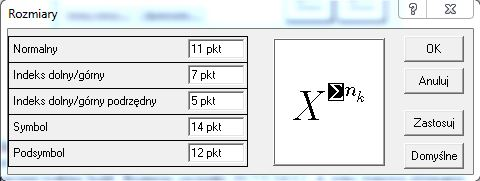 Rozmiary
Normalny 11 pkt
Indeks dolny/górny 7 pkt
Indeks dolny/górny podrzędny 5 pkt
Symbol 14 pkt
Podsymbol 12 pkt
X Σ n k
OK
Anuluj
Zastosuj
Domyślne